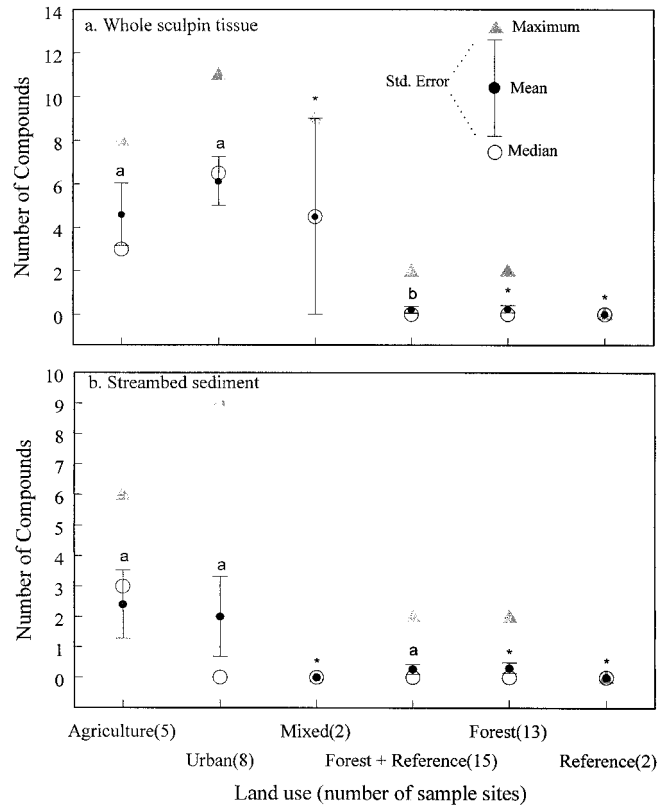 a. Whole sculpin tissue
Number of Compounds
14
12
10
8
6
4
2
0
Maximum
Std. Error
Mean
Median
a
a
*
b
*
*
b. Streambed sediment
Number of Compounds
10
9
8
7
6
5
4
3
2
1
0
a
a
*
a
*
*
Agriculture(5)
Mixed(2)
Forest(13)
Urban(8)
Forest + Reference(15)
Reference(2)
Land use (number of sample sites)